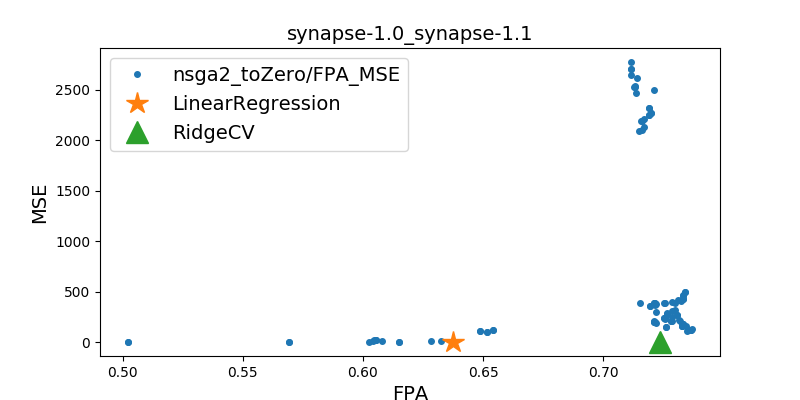 synapse-1.0_synapse-1.1
nsga2_toZero/FPA_MSE
LinearRegression
RidgeCV
MSE
2500
2000
1500
1000
500
0
0.50 0.55 0.60 0.65 0.70
FPA